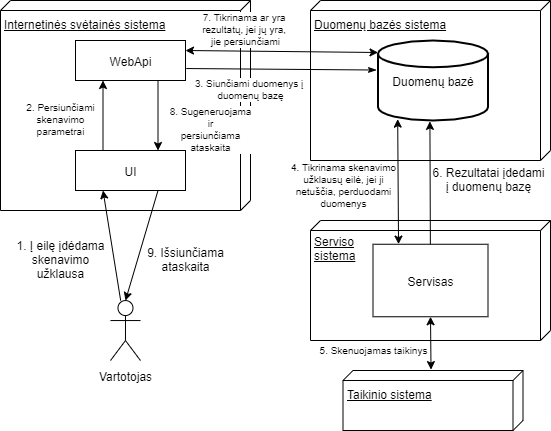 Internetinės svėtainės sistema
7. Tikrinama ar yra
rezultatų, jei jų yra,
jie persiunčiami
Duomenų bazės sistema
WebApi
Duomenų bazė
3. Siunčiami duomenys į
duomenų bazę
2. Persiunčiami
skenavimo
parametrai
8. Sugeneruojama
ir
persiunčiama
ataskaita
UI
4. Tikrinama skenavimo
užklausų eilė, jei ji
netuščia, perduodami
duomenys
6. Rezultatai įdedami
į duomenų bazę
1. Į eilę įdėdama
skenavimo
užklausa
9. Išsiunčiama
ataskaita
Serviso
sistema
Servisas
5. Skenuojamas taikinys
Vartotojas
Taikinio sistema